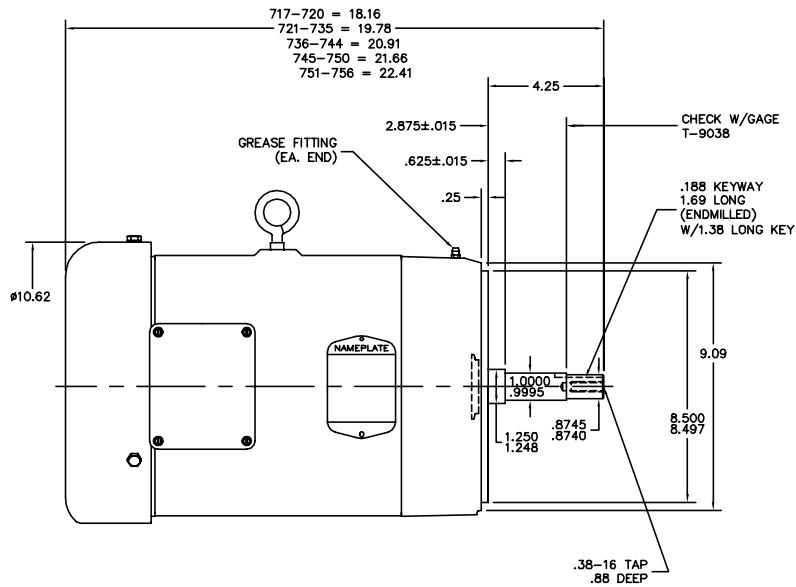 717-720 = 18.16
721-735 = 19.78
736-744 = 20.91
745-750 = 21.66
751-756 = 22.41
4.25
2.875±.015
CHECK W/GAGE
T-9038
GREASE FITTING
(EA. END)
.625±.015
.25
.188 KEYWAY
1.69 LONG
(ENDMILLED)
W/1.38 LONG KEY
ø10.62
NAMEPLATE
9.09
1.0000
.9995
8.500
8.497
.8745
.8740
1.250
1.248
.38-16 TAP
.88 DEEP